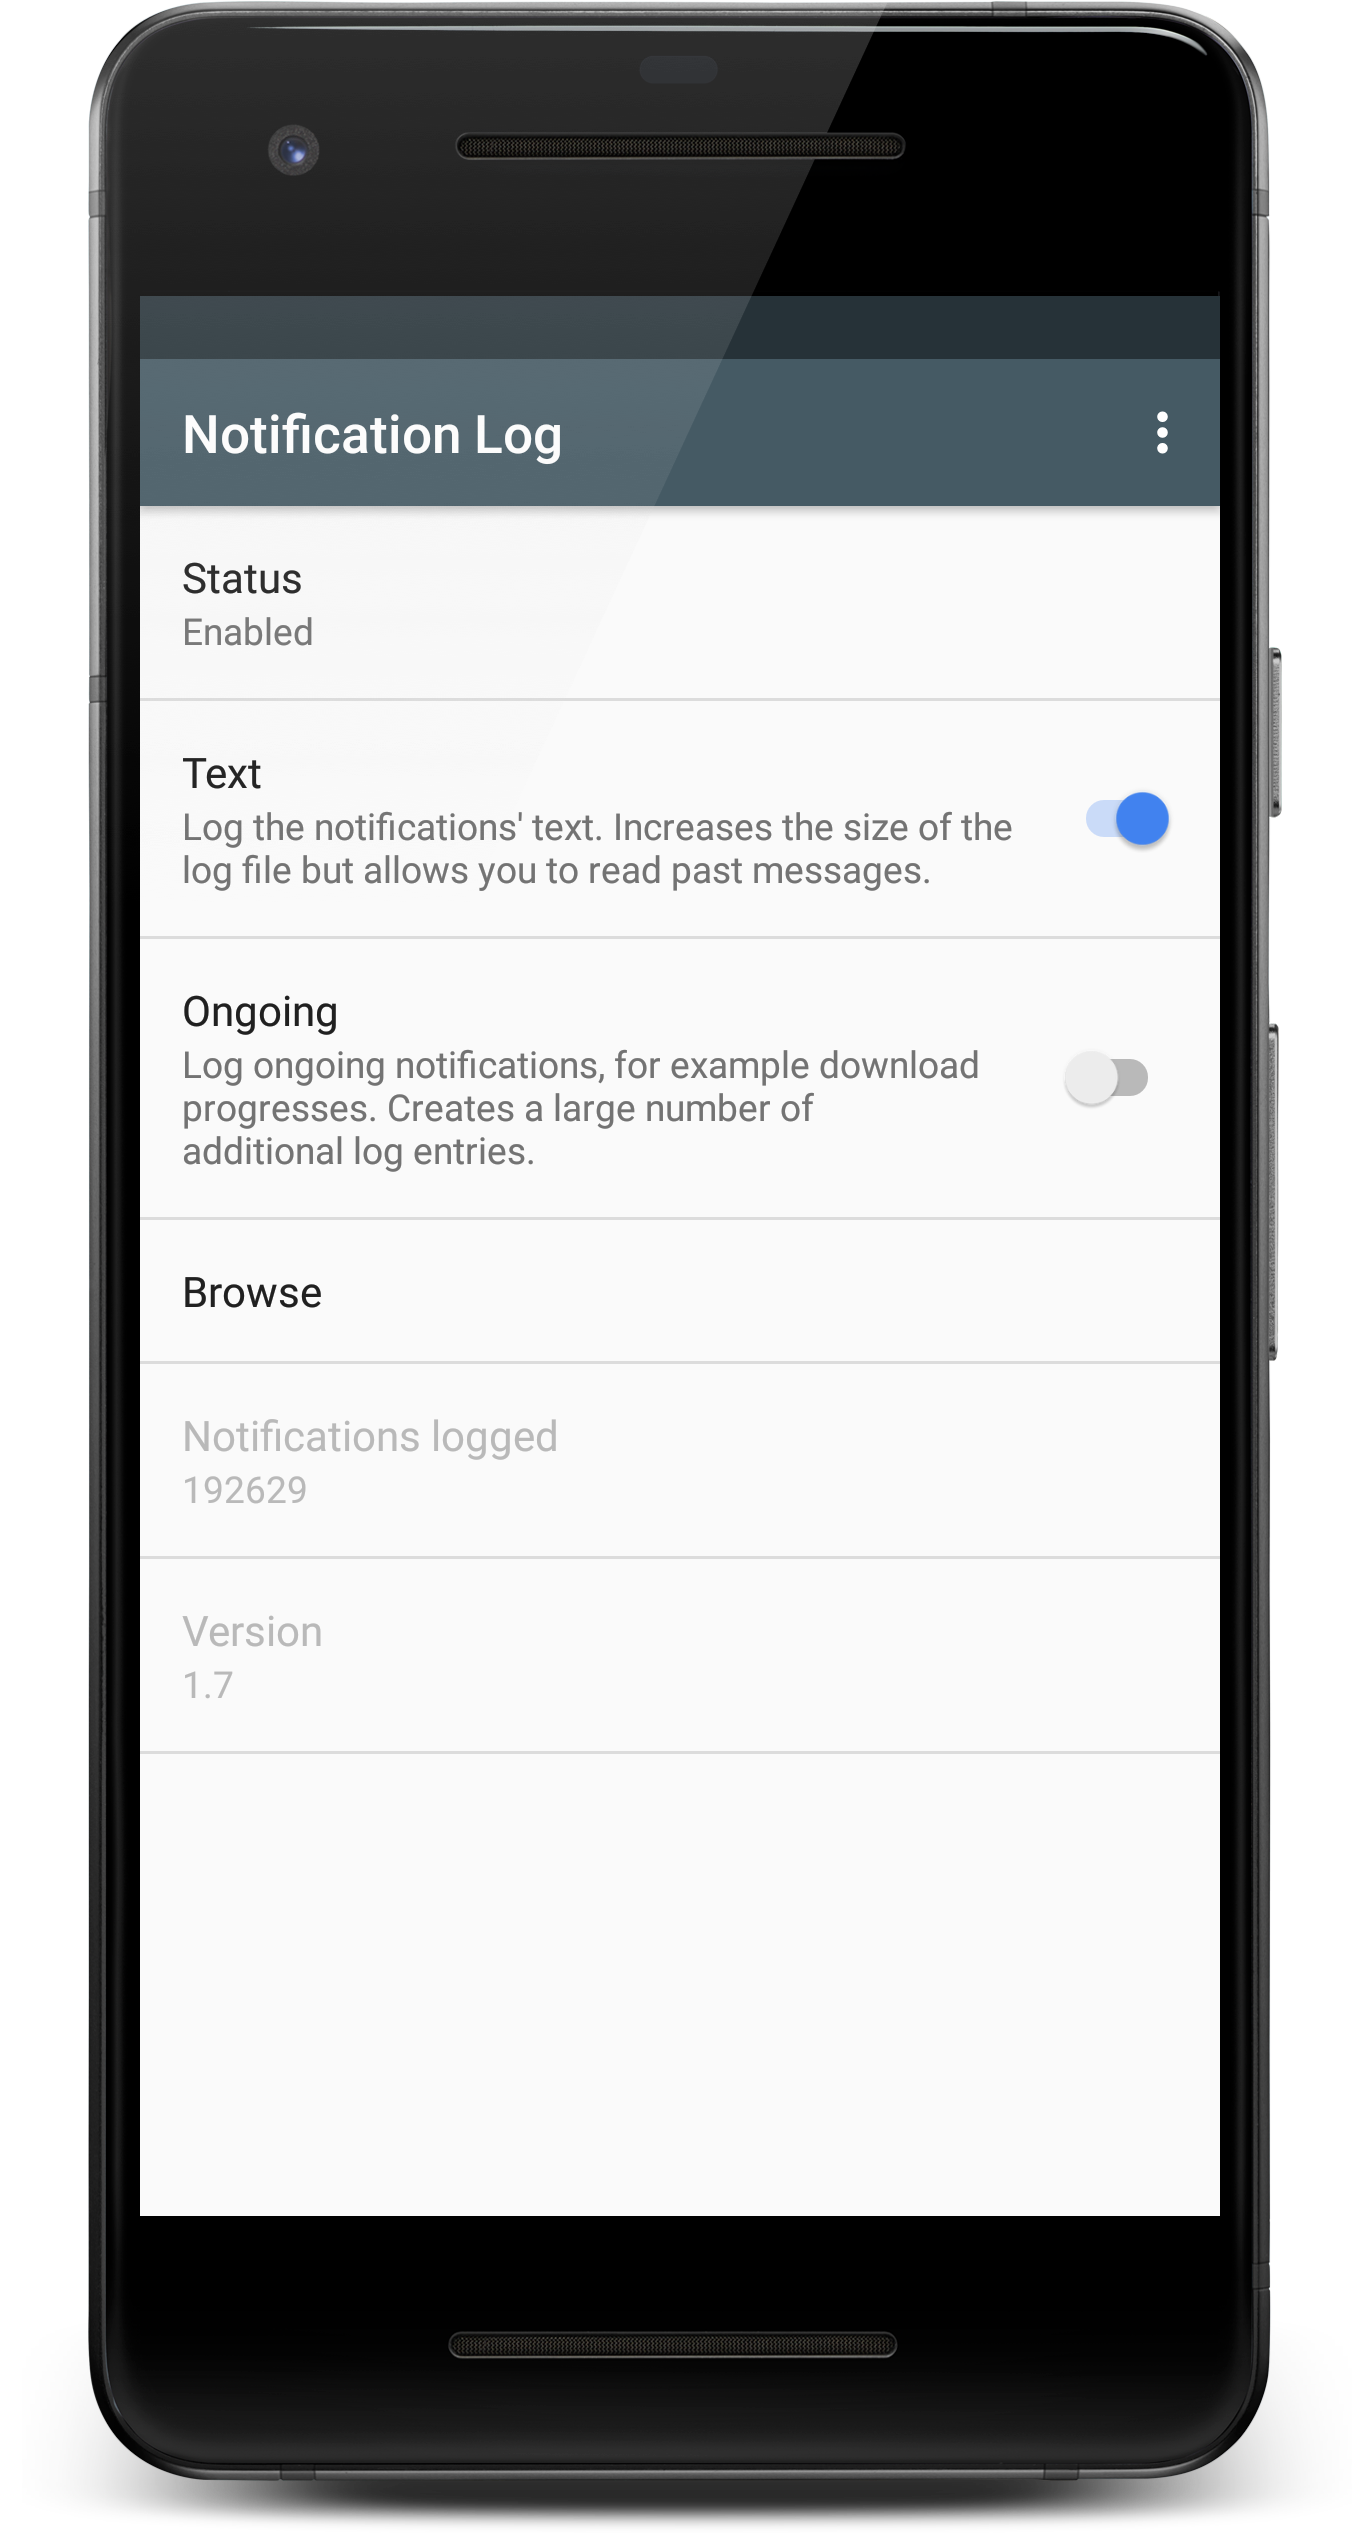 Notification Log
Status
Enabled
Text
Log the notifications' text. Increases the size of the
log file but allows you to read past messages.
Ongoing
Log ongoing notifications, for example download
progresses. Creates a large number of
additional log entries.
Browse
Notifications logged
192629
Version
1.7